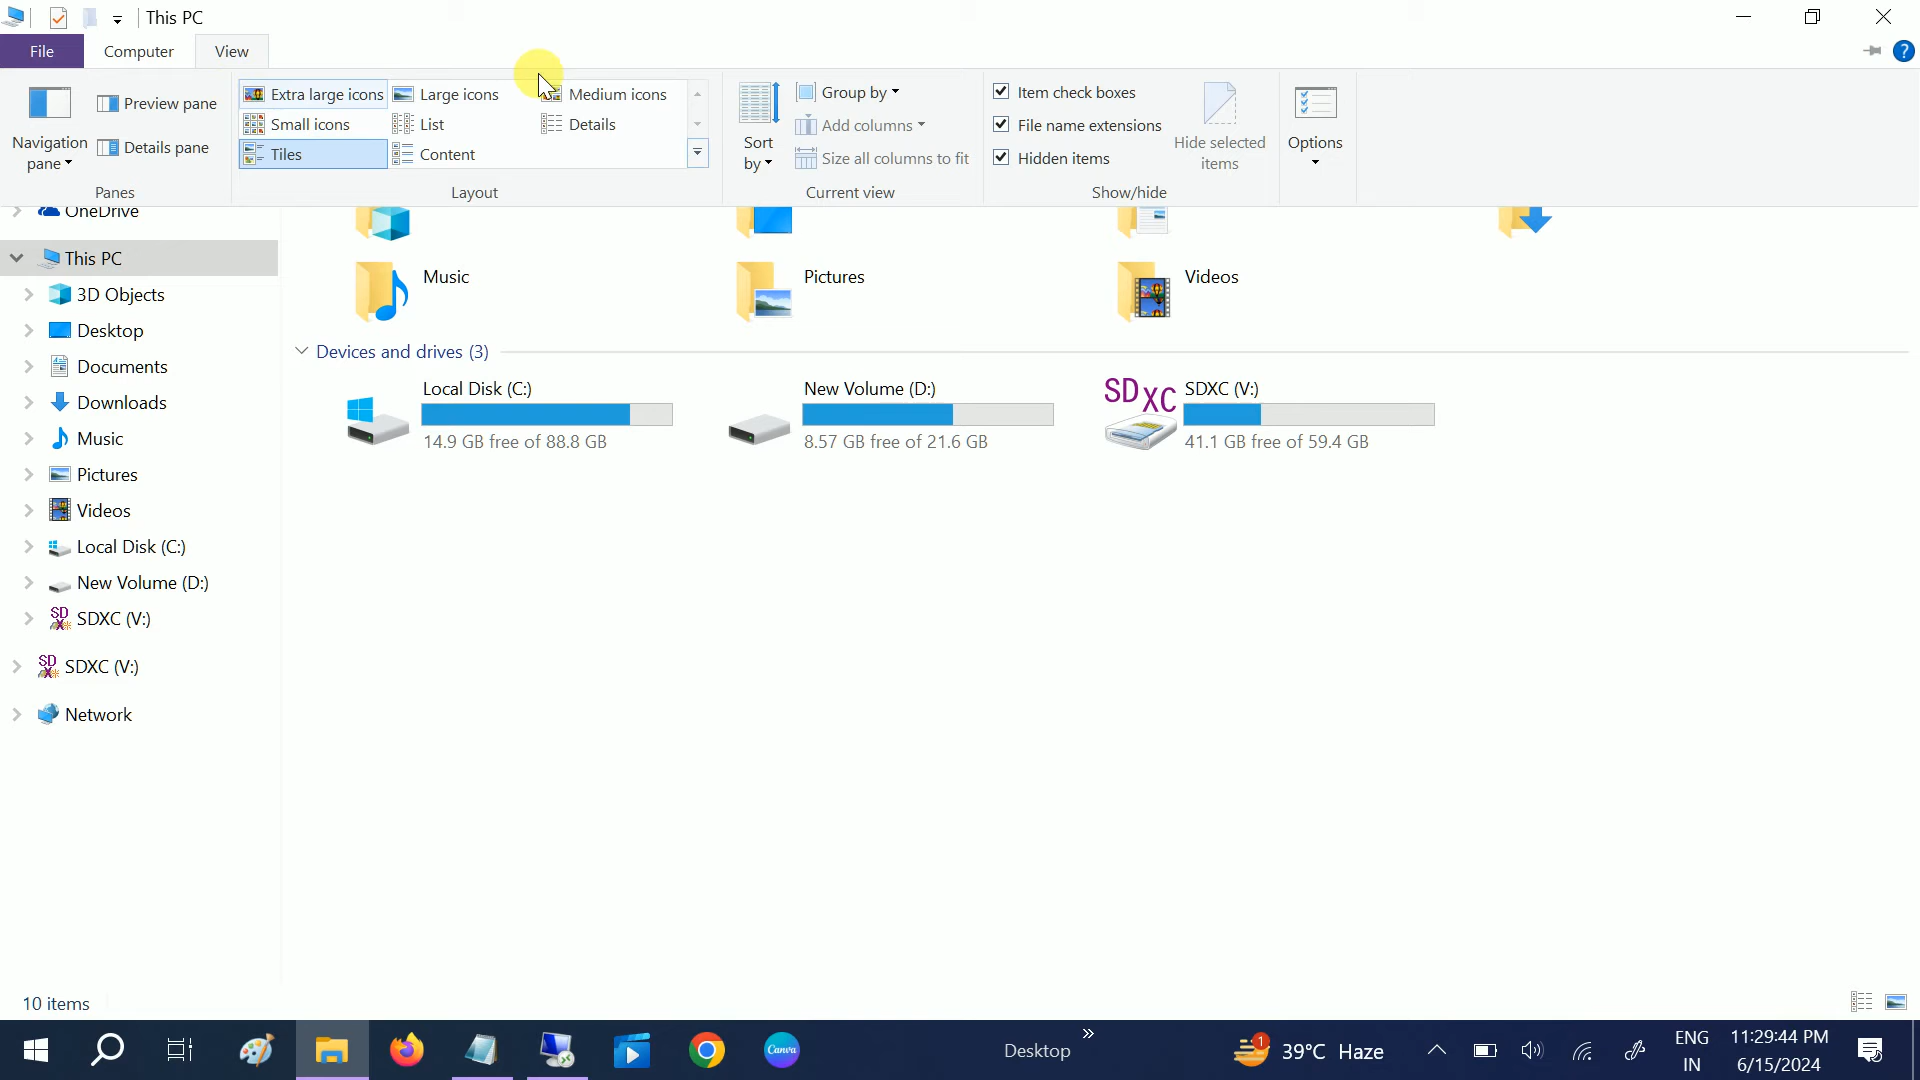 This PC
File Computer View
Navigation pane
Preview pane
Details pane
Panes
Extra large icons Large icons Medium icons
Small icons List Details
Tiles Content
Layout
Sort by
Group by
Add columns
Size all columns to fit
Current view
Item check boxes
File name extensions
Hidden items
Hide selected
items
Show/hide
Options
?
OneDrive
This PC
3D Objects
Desktop
Documents
Downloads
Music
Pictures
Videos
Local Disk (C:)
New Volume (D:)
SDXC (V:)
SDXC (V:)
Network
Music Pictures Videos
Devices and drives (3)
Local Disk (C:)
14.9 GB free of 88.8 GB
New Volume (D:)
8.57 GB free of 21.6 GB
SDXC
SDXC (V:)
41.1 GB free of 59.4 GB
10 items
Canva
Desktop
1
39°C Haze
ENG
IN
11:29:44 PM
6/15/2024